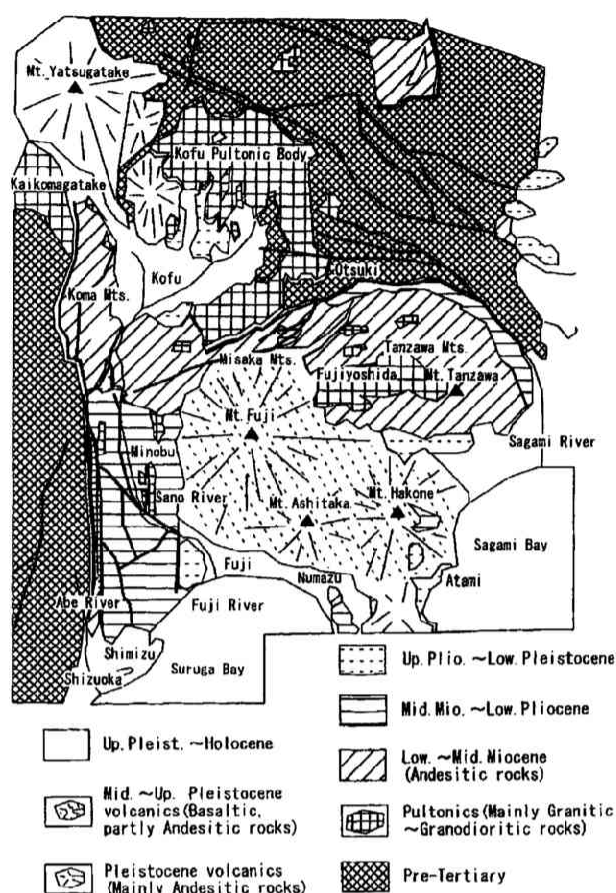 Mt. Yatsugatake
Kofu Pultonic Body
Kaikomagatake
Kofu
Otsuki
Koma Mts.
Misaka Mts.
Tanzawa Mts.
Fujiyoshida
Mt. Tanzawa
Mt. Fuji
Minobu
Sagami River
Sano River
Mt. Ashitaka
Mt. Hakone
Sagami Bay
Fuji
Numazu
Atami
Abe River
Fuji River
Shimizu
Shizuoka
Suruga Bay
Up. Plio. ~Low. Pleistocene
Mid. Mio. ~Low. Pliocene
Up. Pleist. ~Holocene
Low. ~Mid. Miocene
(Andesitic rocks)
Mid. ~Up. Pleistocene
volcanics(Basaltic,
partly Andesitic rocks)
Pultonics(Mainly Granitic
~Granodioritic rocks)
Pleistocene volcanics
(Mainly Andesitic rocks)
Pre-Tertiary